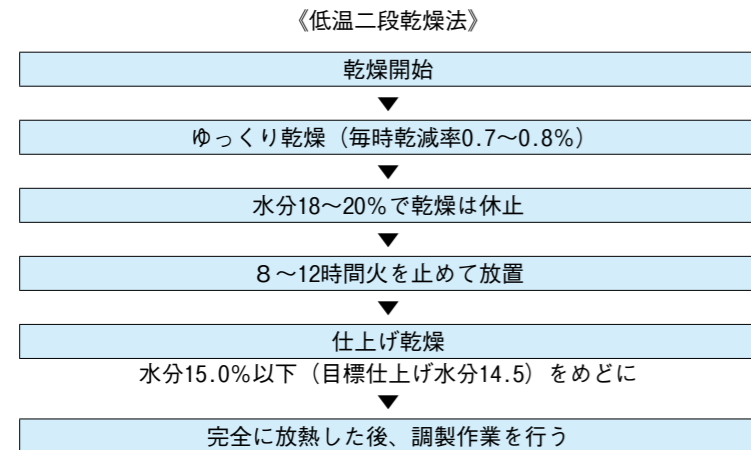 《低温二段乾燥法》
乾燥開始
▼
ゆっくり乾燥（毎時乾減率0.7～0.8%）
▼
水分18～20%で乾燥は休止
▼
８～12時間火を止めて放置
▼
仕上げ乾燥
水分15.0%以下（目標仕上げ水分14.5）をめどに
▼
完全に放熱した後、調製作業を行う